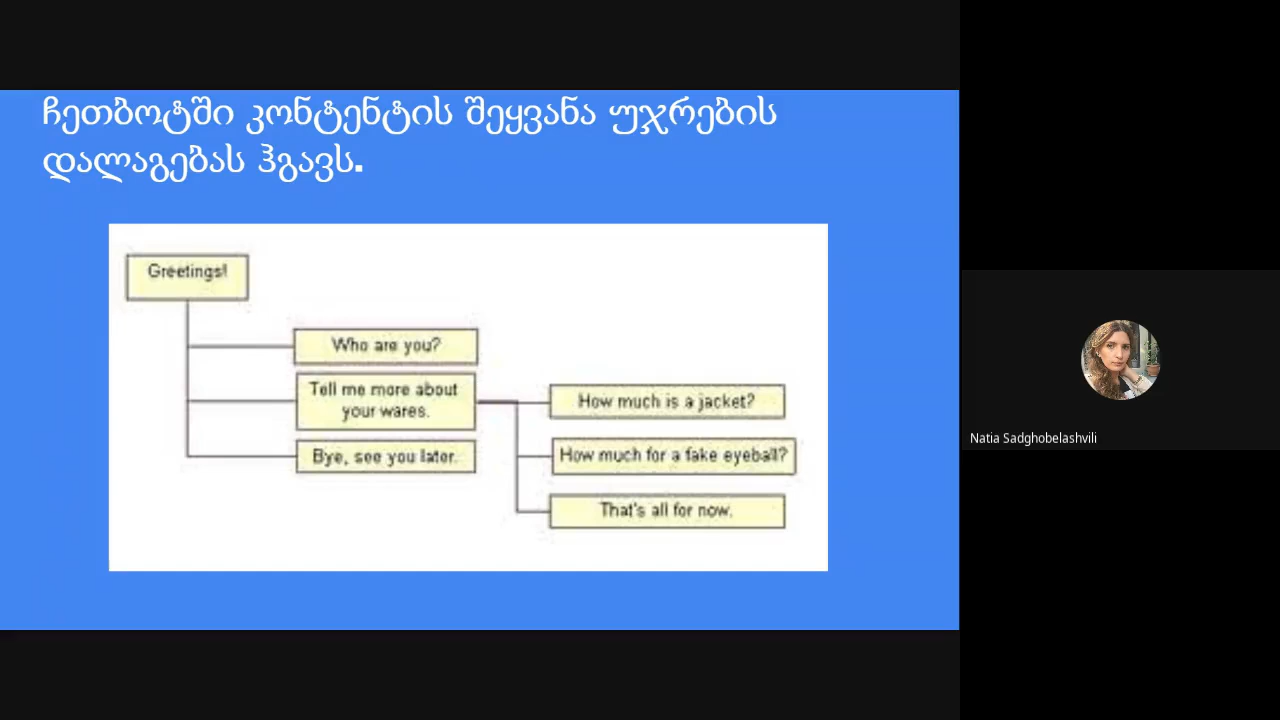 ჩეთბოტში კონტენტის შეყვანა უჯრების
დალაგებას ჰგავს.
Greetings!
Who are you?
Tell me more about
your wares.
Bye, see you later.
How much is a jacket?
How much for a fake eyeball?
That's all for now.
Natia Sadghobelashvili